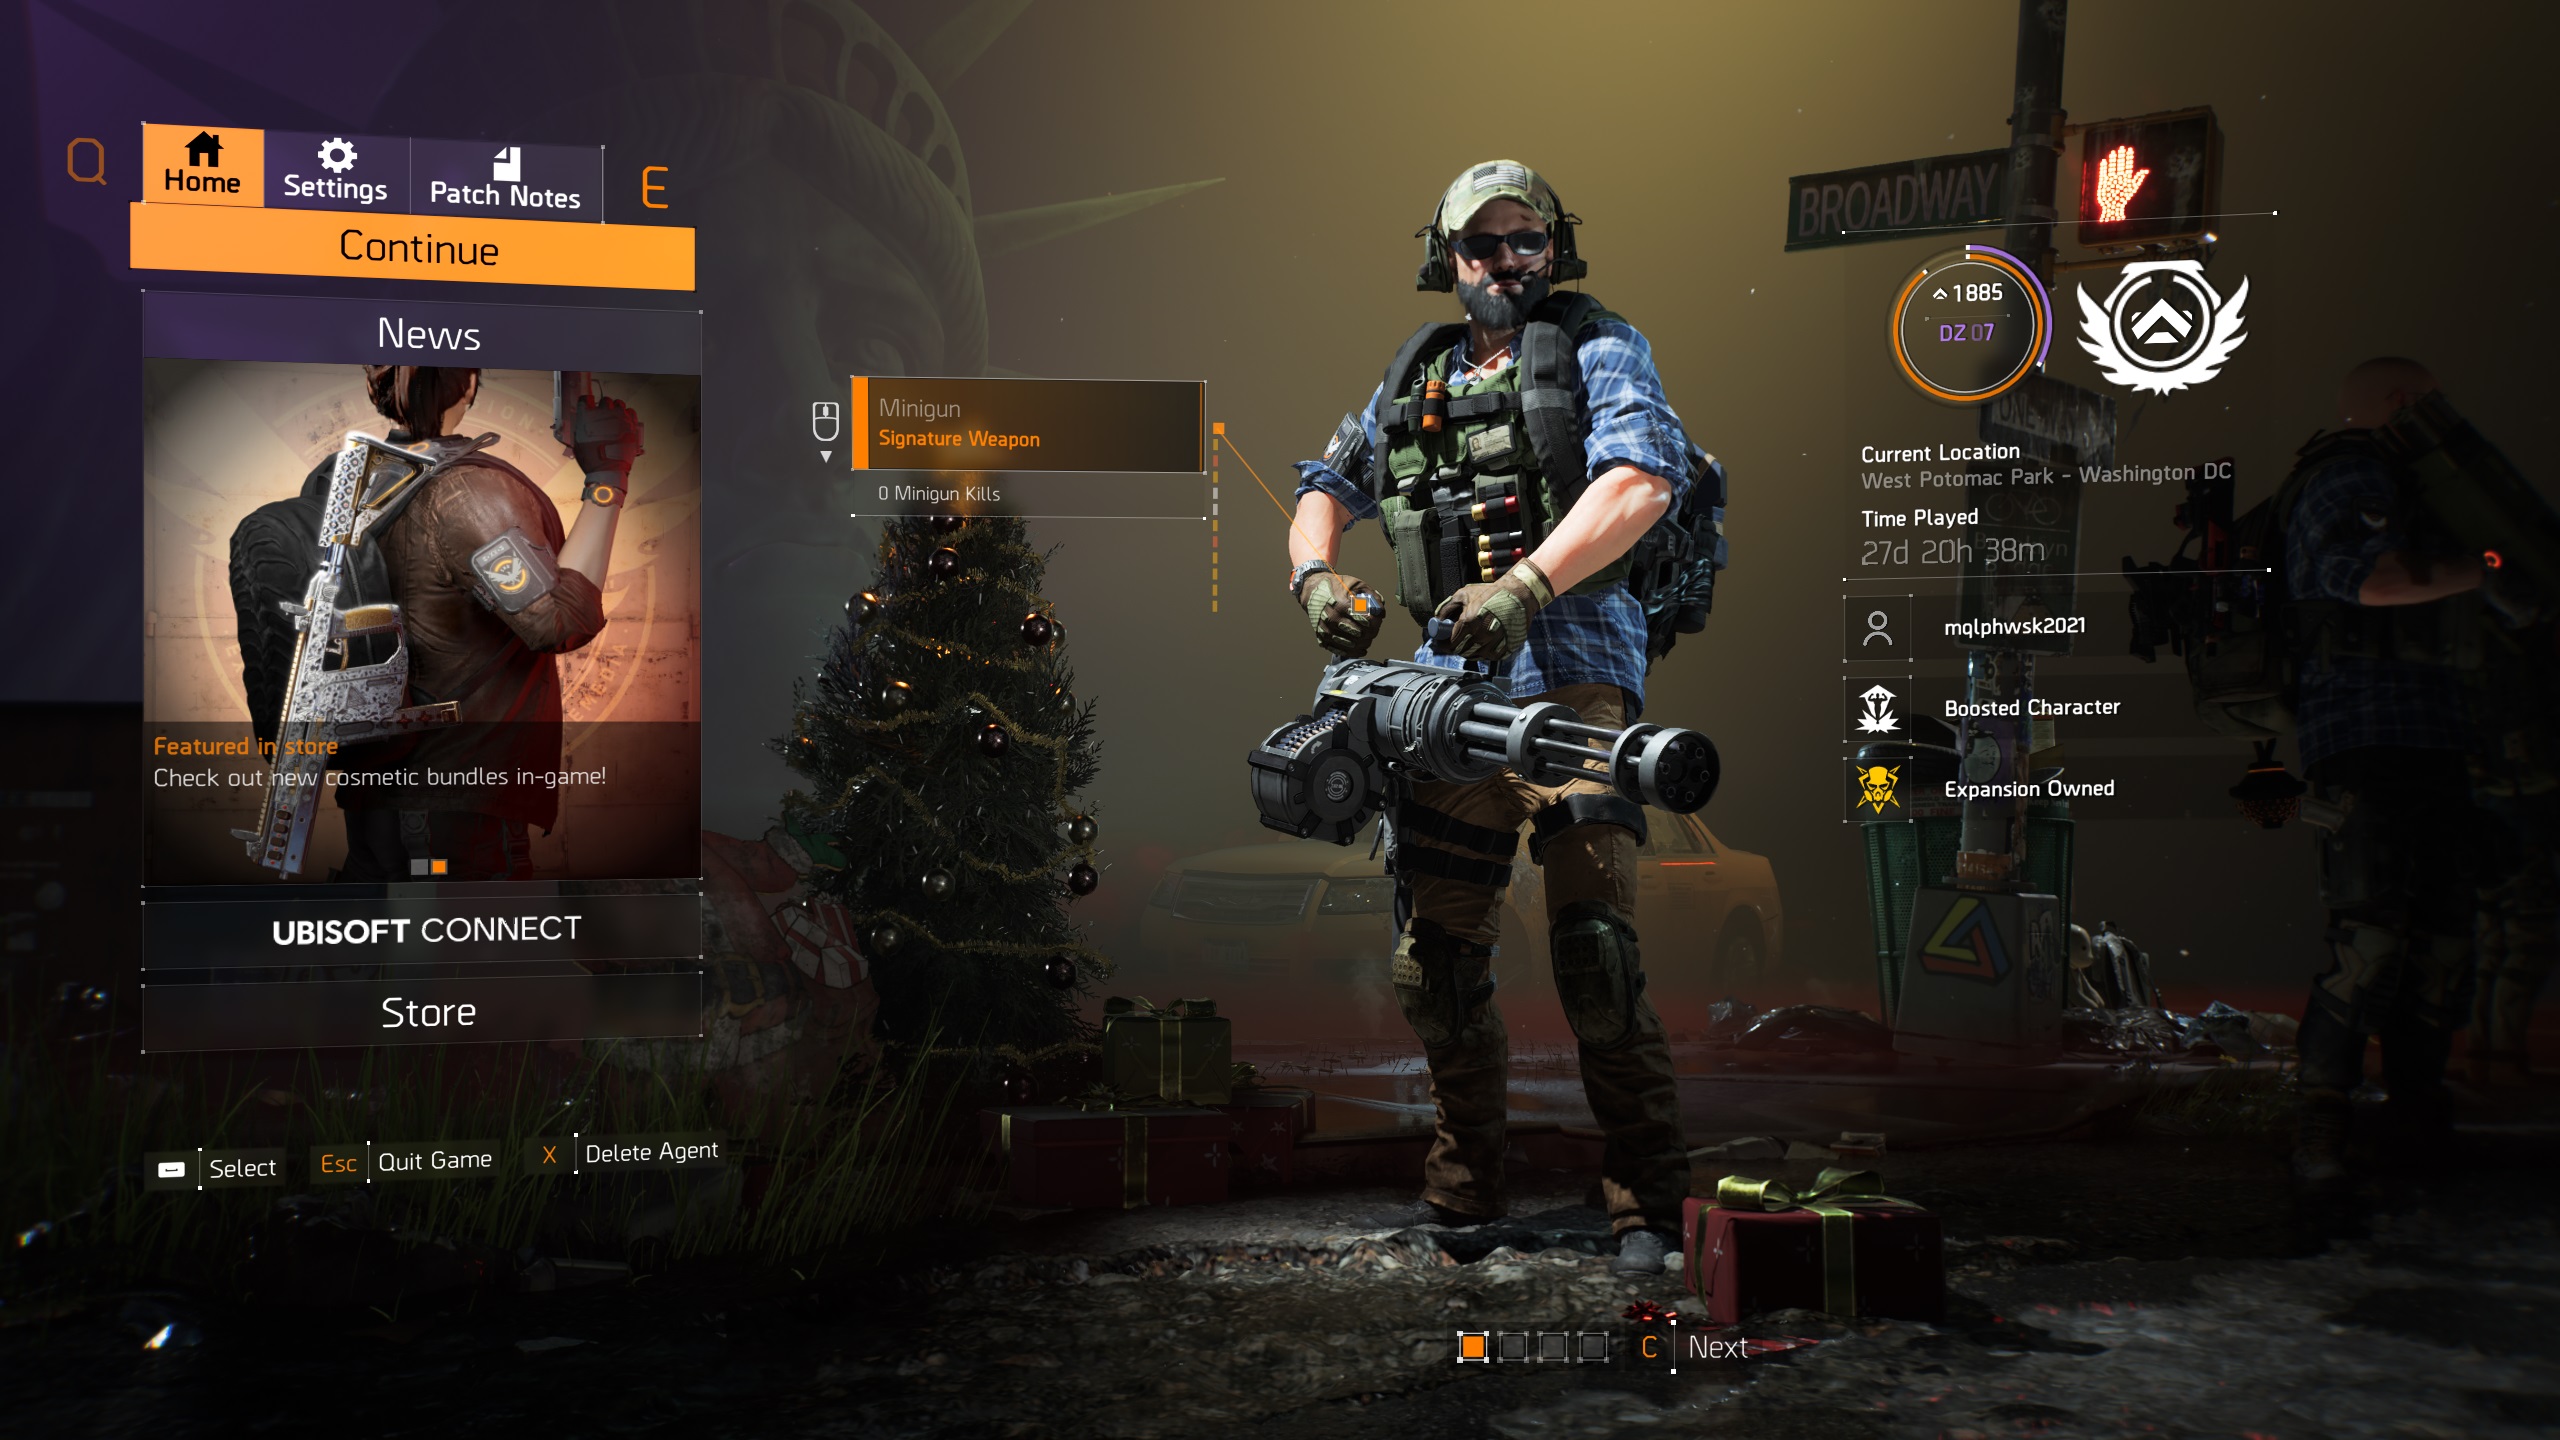 Q
Home
Settings
Patch Notes
E
Continue
News
Featured in store
Check out new cosmetic bundles in-game!
UBISOFT CONNECT
Store
Select
Esc
Quit Game
X
Delete Agent
Minigun
Signature Weapon
0 Minigun Kills
BROADWAY
1885
DZ 07
Current Location
West Potomac Park - Washington DC
Time Played
27d 20h 38m
mqlphwsk2021
Boosted Character
Expansion Owned
C
Next